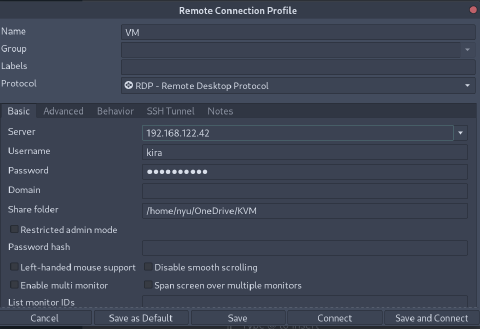 Remote Connection Profile
Name VM
Group
Labels
Protocol RDP - Remote Desktop Protocol
Basic Advanced Behavior SSH Tunnel Notes
Server 192.168.122.42
Username kira
Password ●●●●●●●●●●
Domain
Share folder /home/nyu/OneDrive/KVM
Restricted admin mode
Password hash
Left-handed mouse support Disable smooth scrolling
Enable multi monitor Span screen over multiple monitors
List monitor IDs
Cancel Save as Default Save Connect Save and Connect